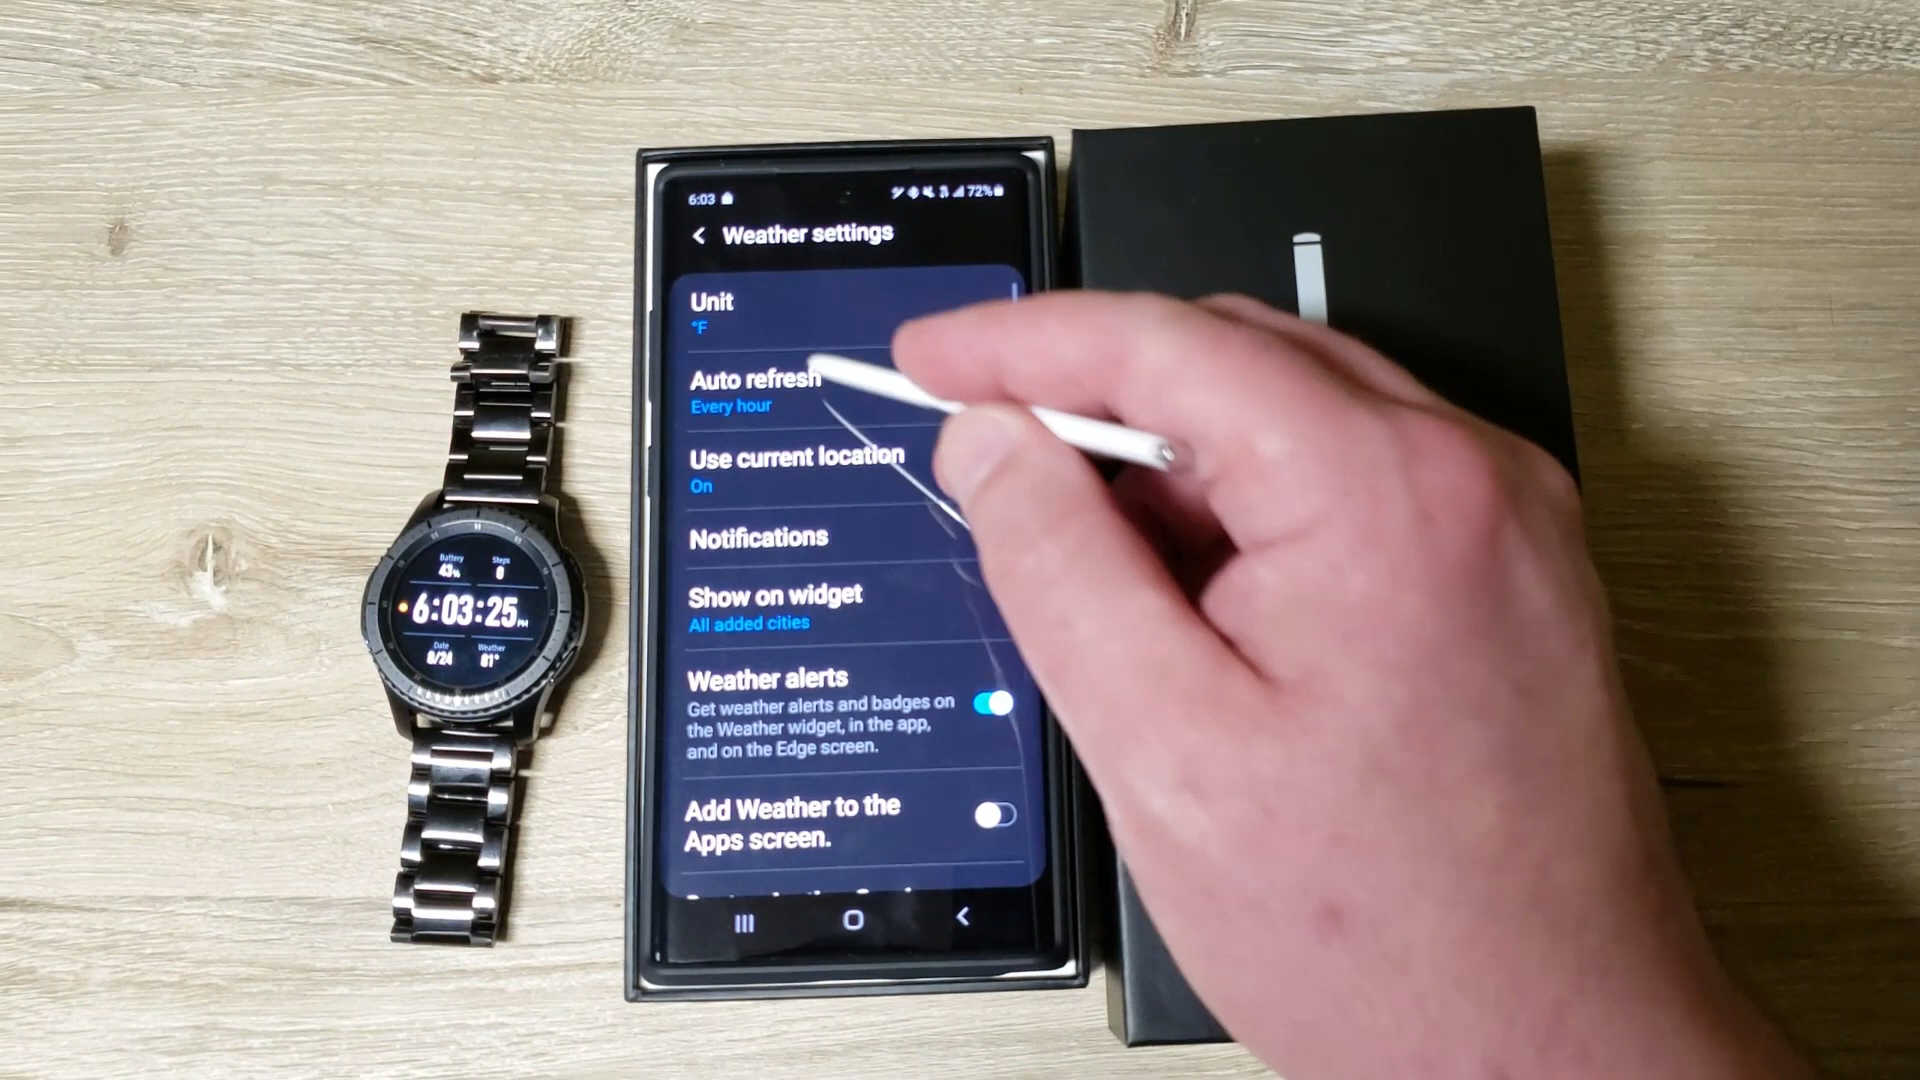 Battery
Steps
43%
0
6:03:25 PM
Date
Weather
8/24
81°
6:03
72%
Weather settings
Unit
°F
Auto refresh
Every hour
Use current location
On
Notifications
Show on widget
All added cities
Weather alerts
Get weather alerts and badges on
the Weather widget, in the app,
and on the Edge screen.
Add Weather to the
Apps screen.